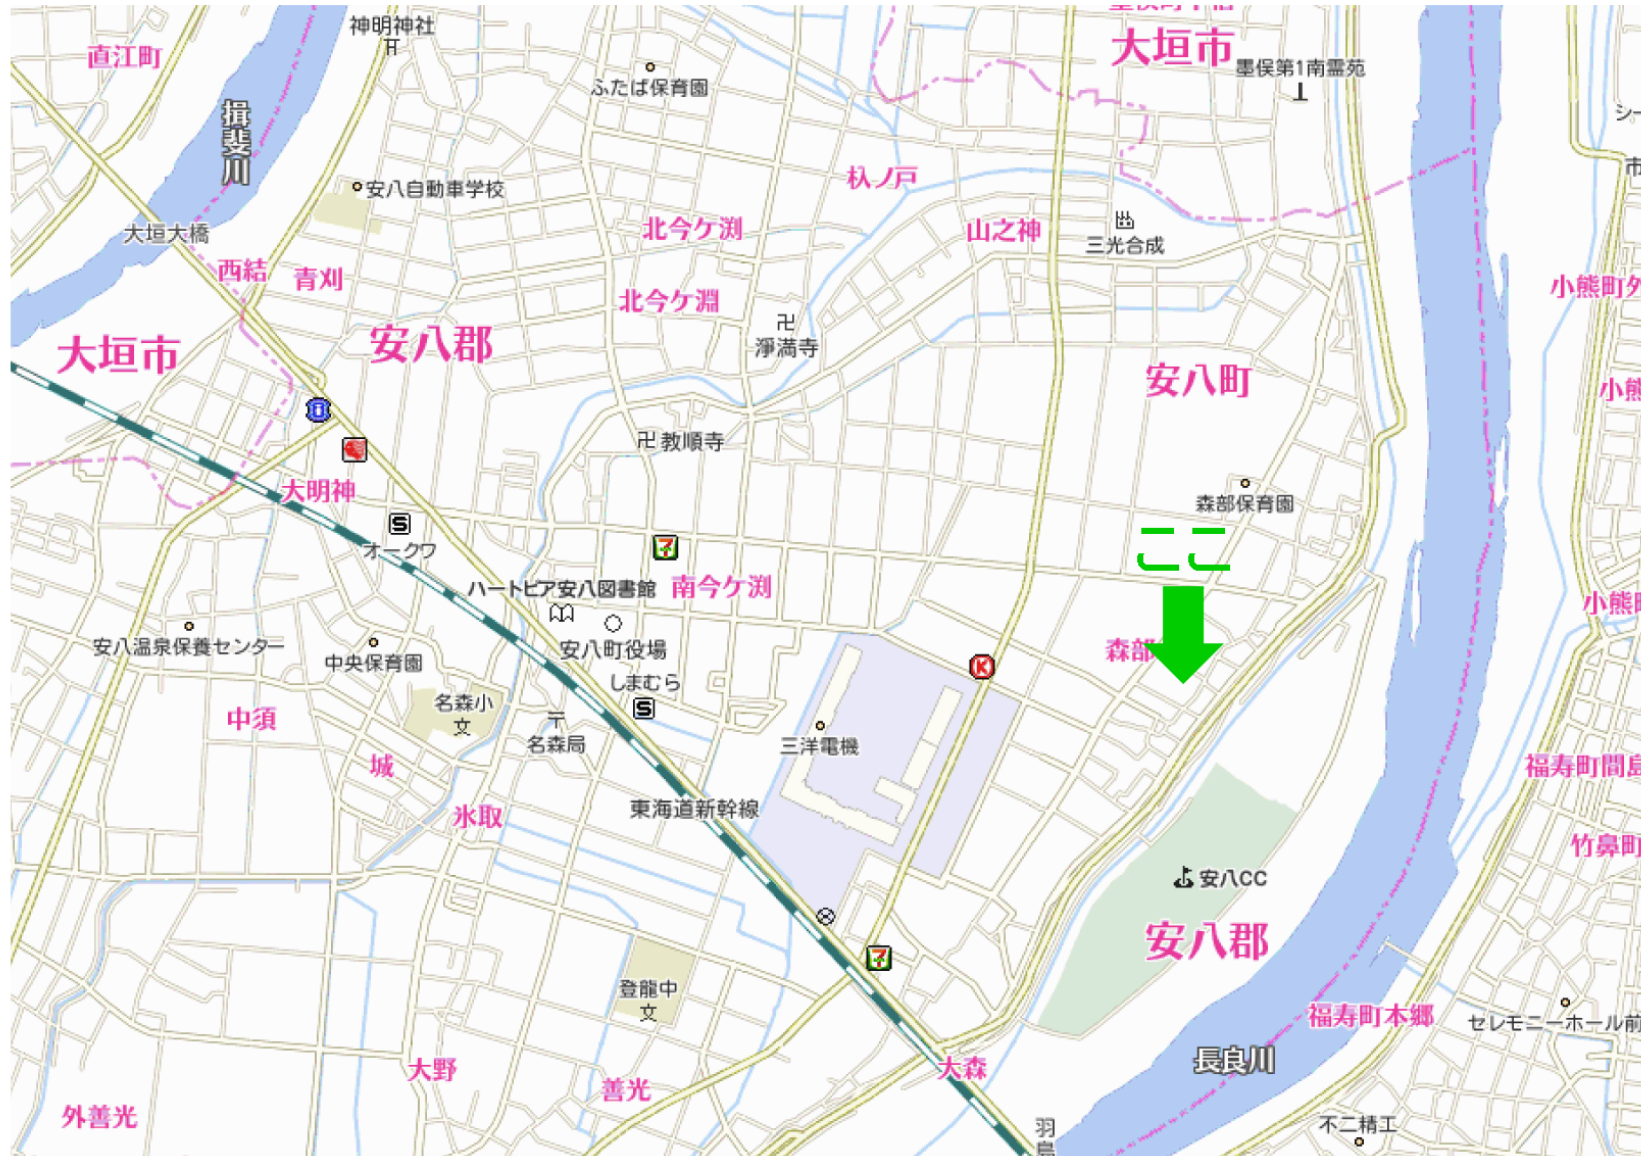 神明神社
直江町
大垣市
墨俣第1南霊苑
ふたば保育園
揖斐川
杁ノ戸
安八自動車学校
大垣大橋
北今ケ渕
山之神
三光合成
西結
青刈
北今ケ淵
小熊町外
大垣市
安八郡
淨満寺
安八町
教順寺
大明神
森部保育園
オークワ
ここ
ハートピア安八図書館
南今ケ渕
安八温泉保養センター
中央保育園
安八町役場
森部
しまむら
名森小
文
中須
名森局
三洋電機
城
福寿町間島
東海道新幹線
氷取
竹鼻町
安八CC
安八郡
登龍中
文
福寿町本郷
セレモニーホール前
長良川
大野
大森
善光
外善光
不二精工
羽島